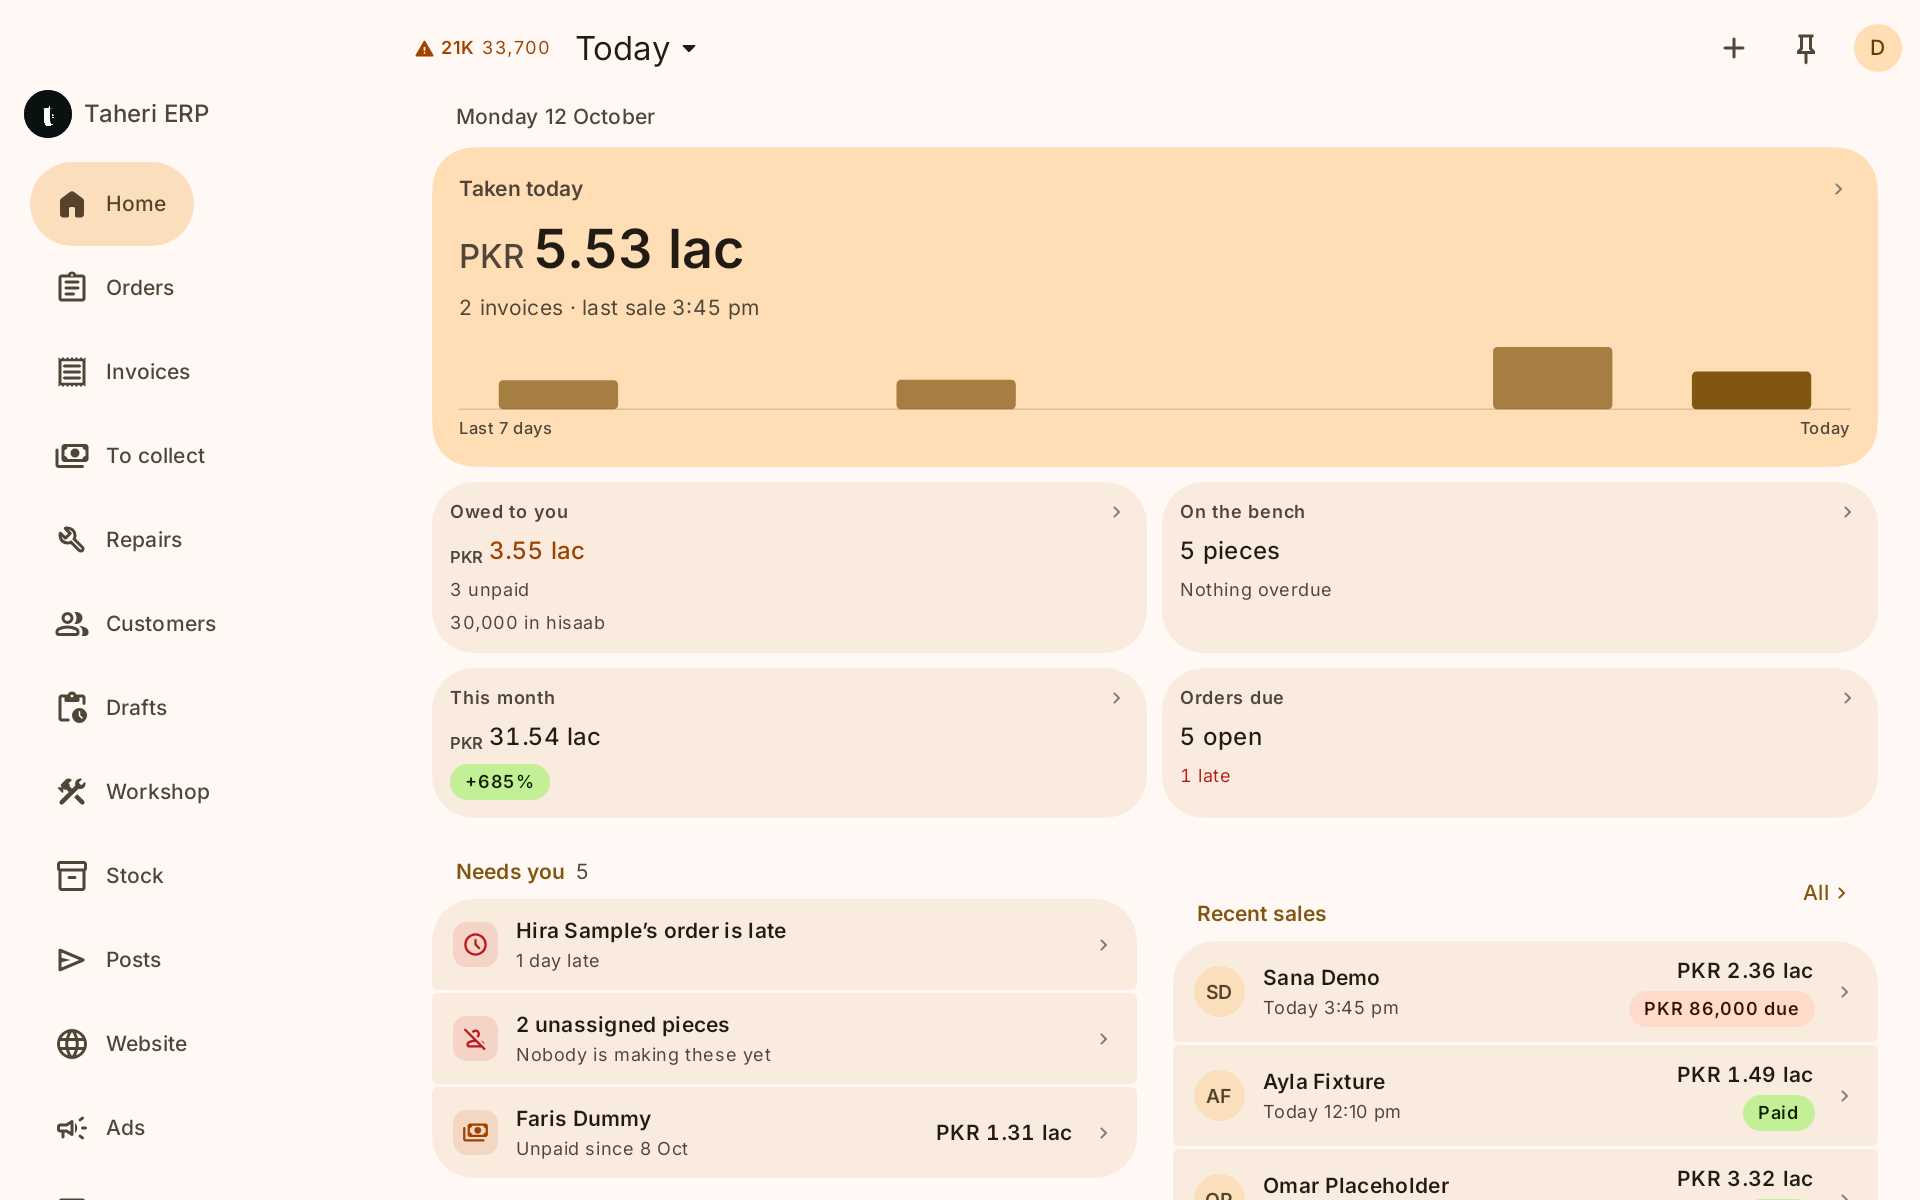 21K 33,700
Today
D
Taheri ERP
Home
Orders
Invoices
To collect
Repairs
Customers
Drafts
Workshop
Stock
Posts
Website
Ads
Monday 12 October
Taken today
PKR 5.53 lac
2 invoices · last sale 3:45 pm
Last 7 days
Today
Owed to you
PKR 3.55 lac
3 unpaid
30,000 in hisaab
On the bench
5 pieces
Nothing overdue
This month
PKR 31.54 lac
+685%
Orders due
5 open
1 late
Needs you 5
Hira Sample’s order is late
1 day late
2 unassigned pieces
Nobody is making these yet
Faris Dummy
Unpaid since 8 Oct
PKR 1.31 lac
All
Recent sales
SD
Sana Demo
Today 3:45 pm
PKR 2.36 lac
PKR 86,000 due
AF
Ayla Fixture
Today 12:10 pm
PKR 1.49 lac
Paid
Omar Placeholder
PKR 3.32 lac